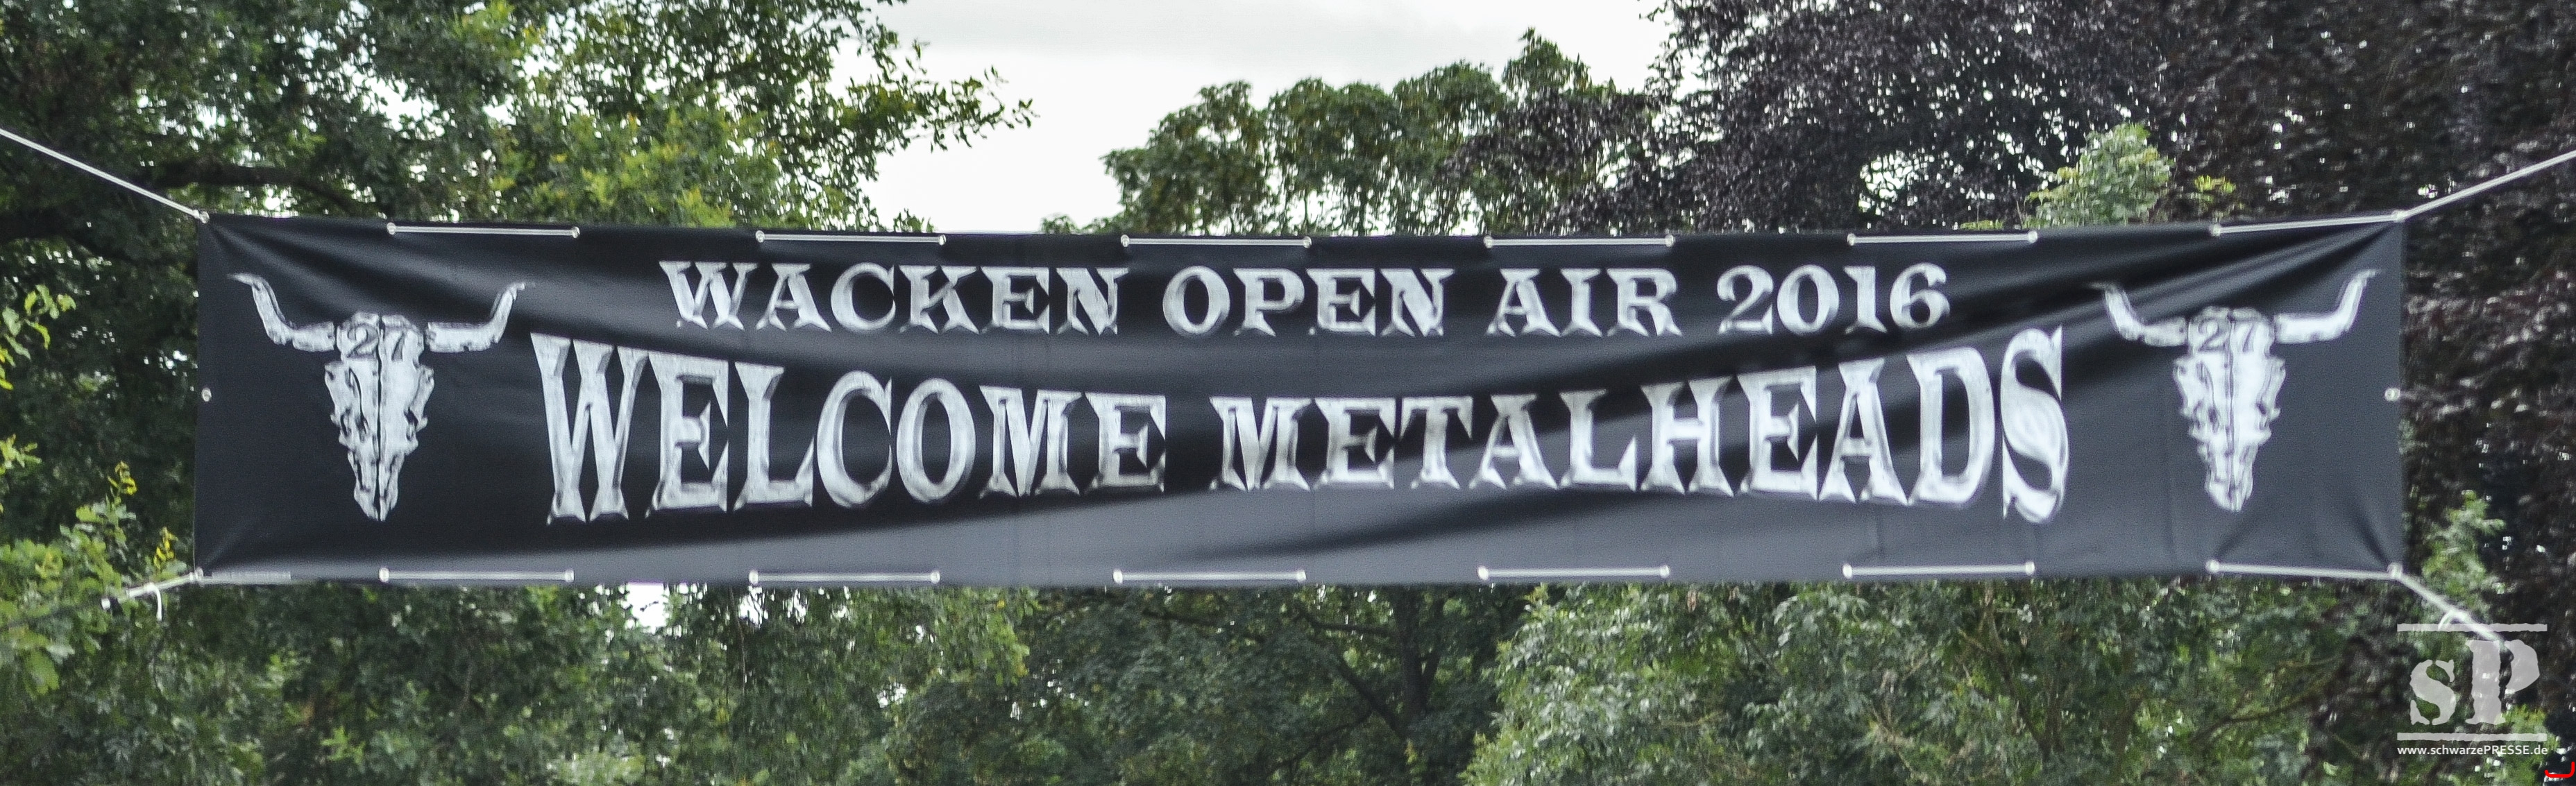 WACKEN OPEN AIR 2016
27
WELCOME METALHEADS
27
sP
www.schwarzePRESSE.de